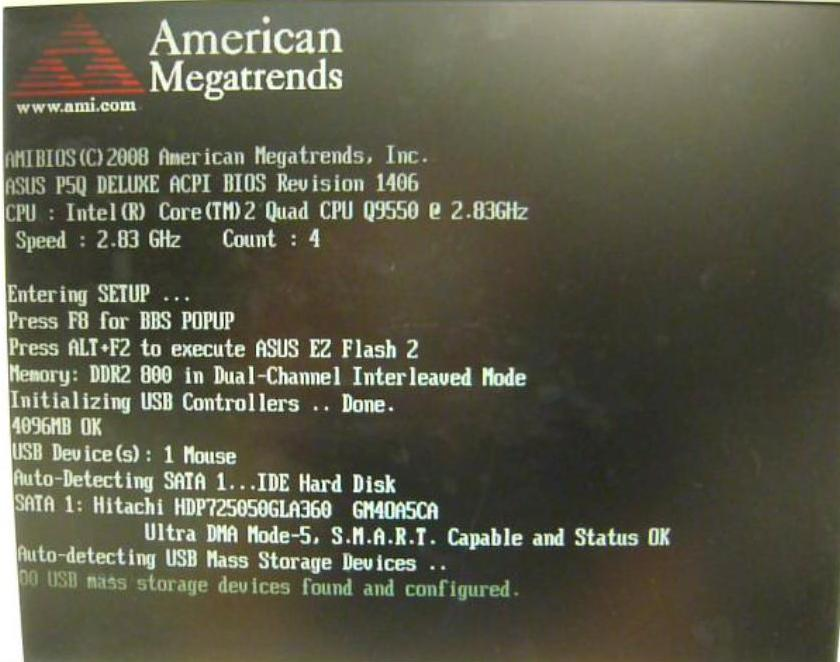 American
Megatrends
www.ami.com
AMIBIOS(C)2008 American Megatrends, Inc.
ASUS P5Q DELUXE ACPI BIOS Revision 1406
CPU : Intel(R) Core(TM)2 Quad CPU Q9550 @ 2.83GHz
Speed : 2.83 GHz Count : 4
Entering SETUP ...
Press F8 for BBS POPUP
Press ALT+F2 to execute ASUS EZ Flash 2
Memory: DDR2 800 in Dual-Channel Interleaved Mode
Initializing USB Controllers .. Done.
4096MB OK
USB Device(s): 1 Mouse
Auto-Detecting SATA 1...IDE Hard Disk
SATA 1: Hitachi HDP725050GLA360 GM4OA5CA
Ultra DMA Mode-5, S.M.A.R.T. Capable and Status OK
Auto-detecting USB Mass Storage Devices ..
00 USB mass storage devices found and configured.